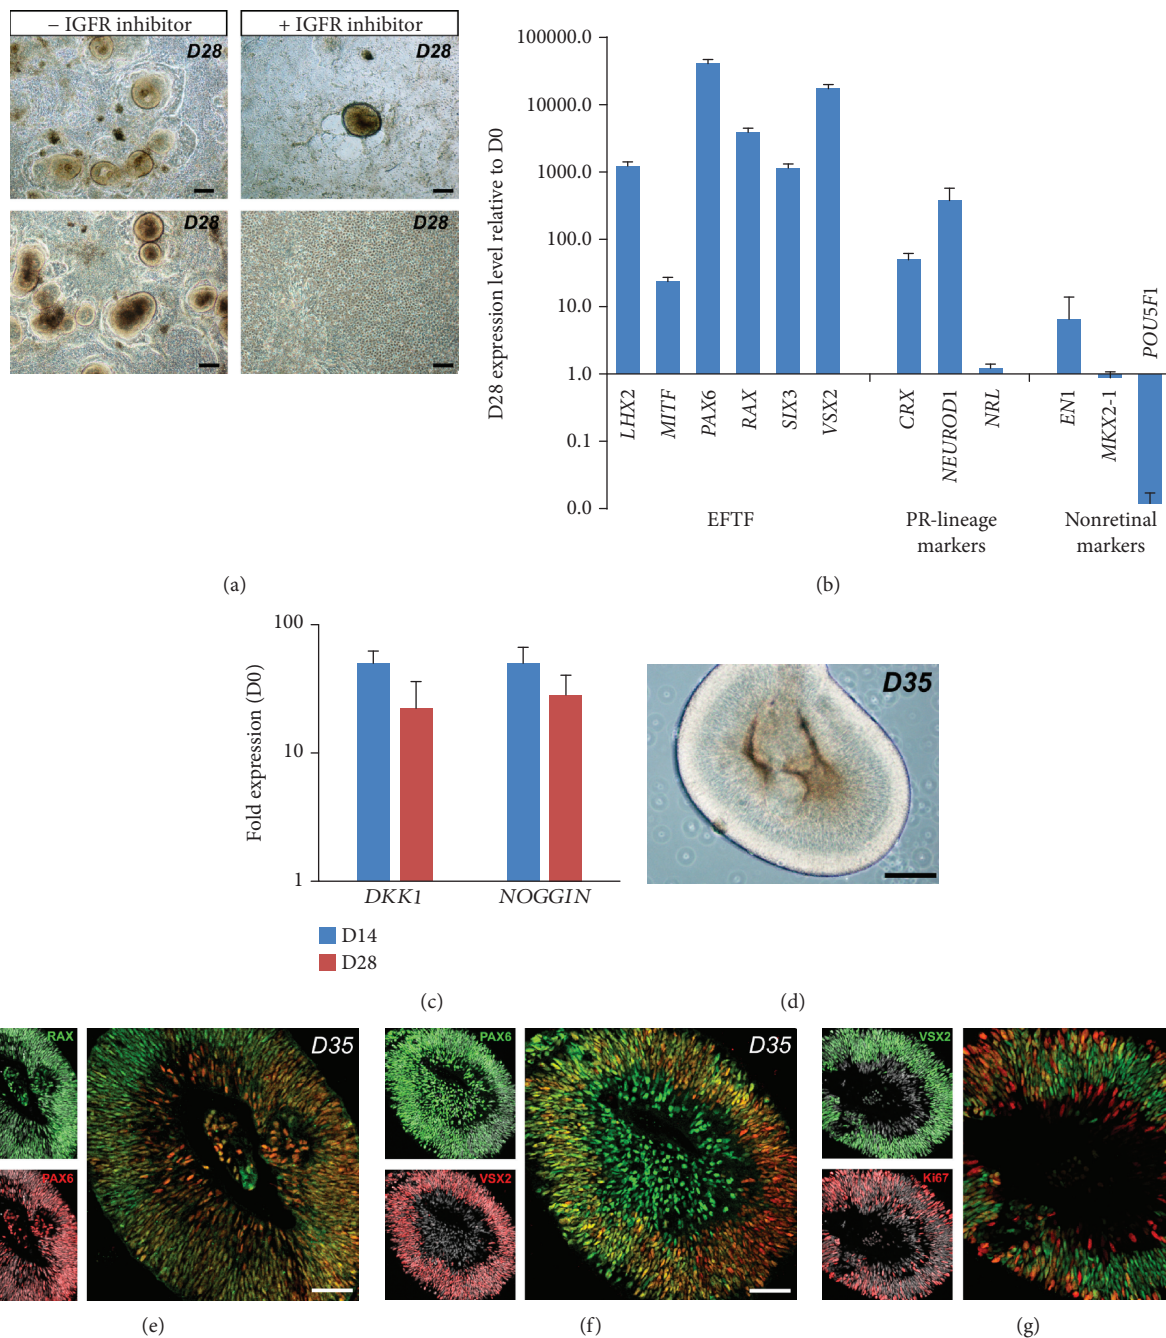 − IGFR inhibitor
+ IGFR inhibitor
D28
D28
D28
D28
(a)
D28 expression level relative to D0
100000.0
10000.0
1000.0
100.0
10.0
1.0
0.1
0.0
LHX2
MITF
PAX6
RAX
SIX3
VSX2
CRX
NEUROD1
NRL
EN1
MKX2-1
POU5F1
EFTF
PR-lineage
markers
Nonretinal
markers
(b)
Fold expression (D0)
100
10
1
DKK1
NOGGIN
D14
D28
(c)
D35
(d)
RAX
PAX6
D35
(e)
PAX6
VSX2
D35
(f)
VSX2
Ki67
(g)